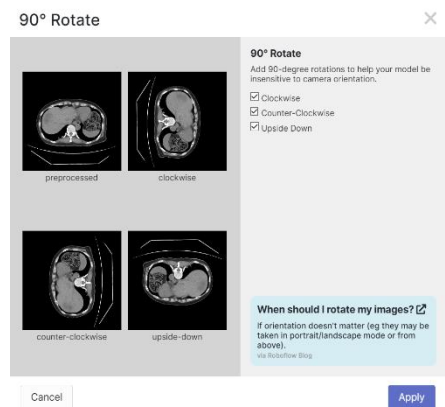 90° Rotate
×
preprocessed
clockwise
counter-clockwise
upside-down
90° Rotate
Add 90-degree rotations to help your model be
insensitive to camera orientation.
Clockwise
Counter-Clockwise
Upside Down
When should I rotate my images?
If orientation doesn't matter (eg they may be
taken in portrait/landscape mode or from
above).
via Roboflow Blog
Cancel
Apply